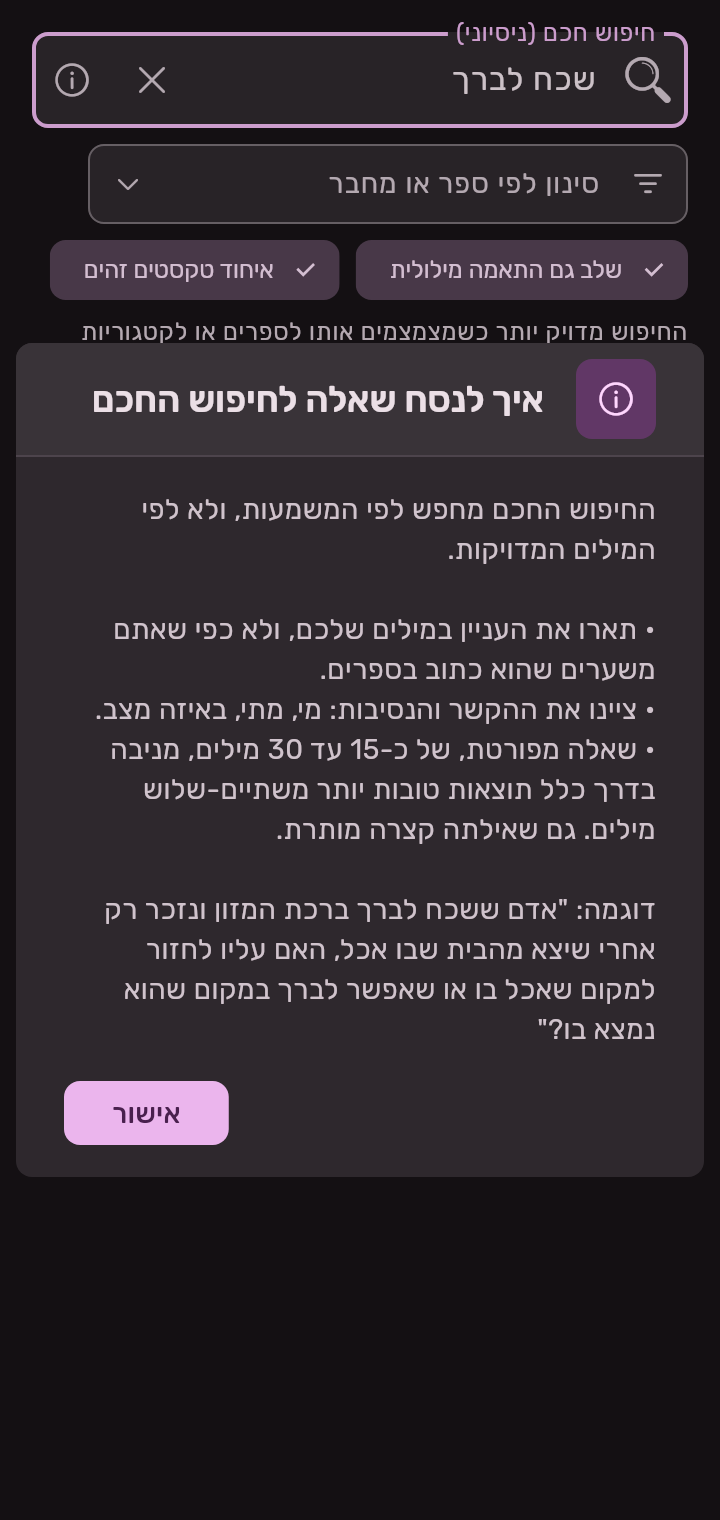 חיפוש חכם (ניסיוני)
שכח לברך
סינון לפי ספר או מחבר
שלב גם התאמה מילולית
איחוד טקסטים זהים
החיפוש מדויק יותר כשמצמצמים אותו לספרים או לקטגוריות
איך לנסח שאלה לחיפוש החכם
החיפוש החכם מחפש לפי המשמעות, ולא לפי
המילים המדויקות.
• תארו את העניין במילים שלכם, ולא כפי שאתם
משערים שהוא כתוב בספרים.
• ציינו את ההקשר והנסיבות: מי, מתי, באיזה מצב.
• שאלה מפורטת, של כ-15 עד 30 מילים, מניבה
בדרך כלל תוצאות טובות יותר משתיים-שלוש
מילים. גם שאילתה קצרה מותרת.
דוגמה: "אדם ששכח לברך ברכת המזון ונזכר רק
אחרי שיצא מהבית שבו אכל, האם עליו לחזור
למקום שאכל בו או שאפשר לברך במקום שהוא
נמצא בו?"
אישור